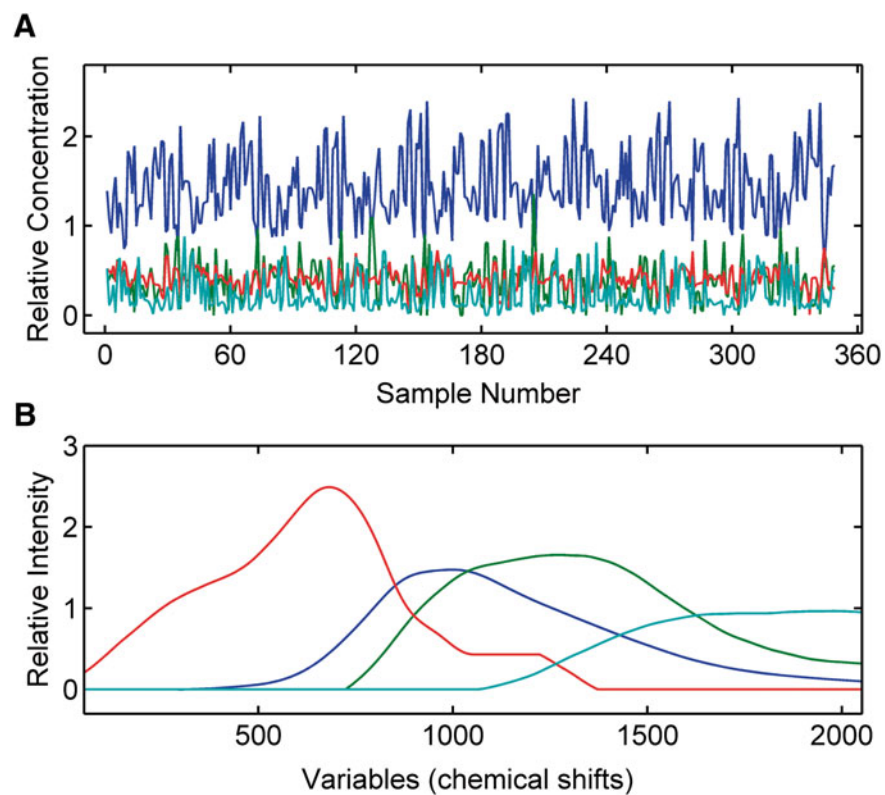 A
Relative Concentration
2
1
0
0 60 120 180 240 300 360
Sample Number
B
Relative Intensity
3
2
1
0
500 1000 1500 2000
Variables (chemical shifts)